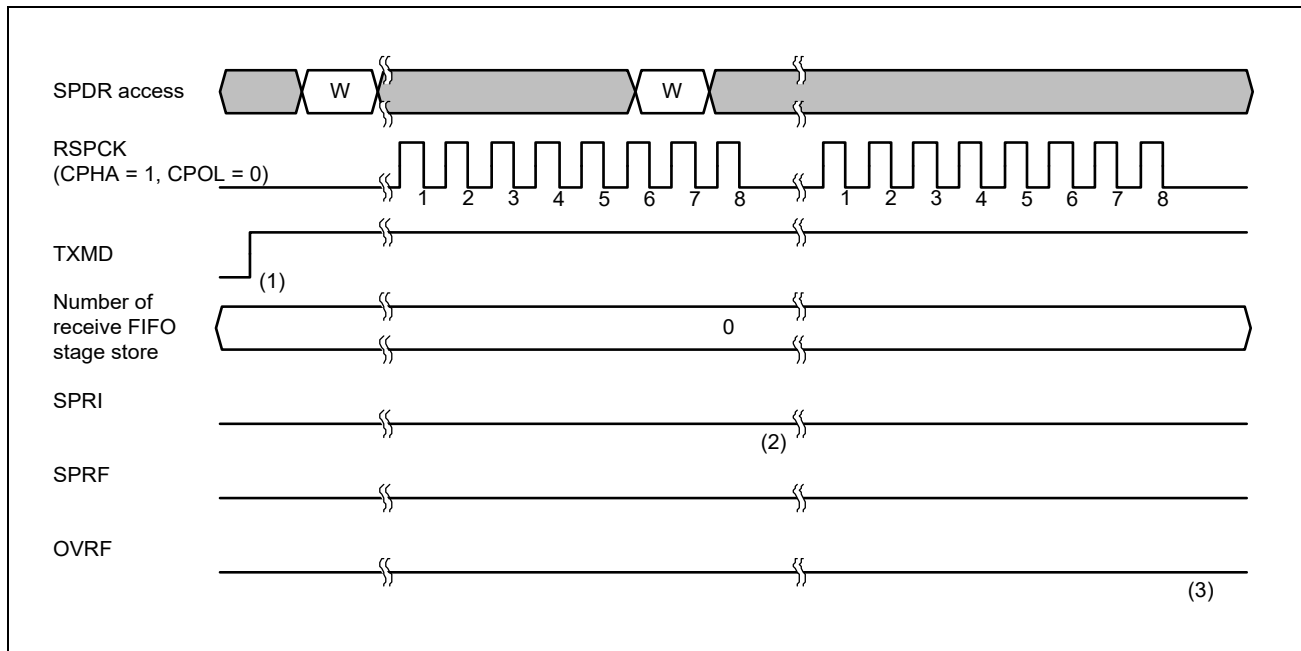 SPDR access
W
W
RSPCK
(CPHA = 1, CPOL = 0)
1 2 3 4 5 6 7 8 1 2 3 4 5 6 7 8
TXMD
(1)
Number of
receive FIFO
stage store
0
SPRI
(2)
SPRF
OVRF
(3)